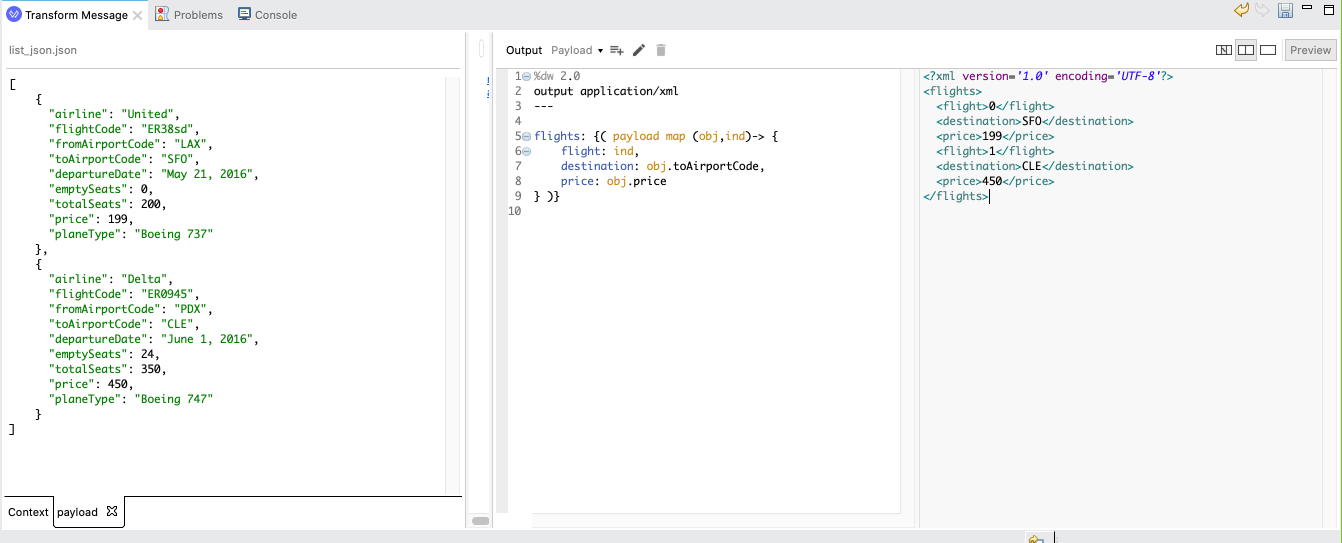 Transform Message
Problems
Console
list_json.json
[
    {
      "airline": "United",
      "flightCode": "ER38sd",
      "fromAirportCode": "LAX",
      "toAirportCode": "SFO",
      "departureDate": "May 21, 2016",
      "emptySeats": 0,
      "totalSeats": 200,
      "price": 199,
      "planeType": "Boeing 737"
    },
    {
      "airline": "Delta",
      "flightCode": "ER0945",
      "fromAirportCode": "PDX",
      "toAirportCode": "CLE",
      "departureDate": "June 1, 2016",
      "emptySeats": 24,
      "totalSeats": 350,
      "price": 450,
      "planeType": "Boeing 747"
    }
]
Context
payload
Output Payload
Preview
1 %dw 2.0
2 output application/xml
3 ---
5 flights: {( payload map (obj,ind)-> {
6     flight: ind,
7     destination: obj.toAirportCode,
8     price: obj.price
9 } )}
10
<?xml version='1.0' encoding='UTF-8'?>
<flights>
  <flight>0</flight>
  <destination>SFO</destination>
  <price>199</price>
  <flight>1</flight>
  <destination>CLE</destination>
  <price>450</price>
</flights>